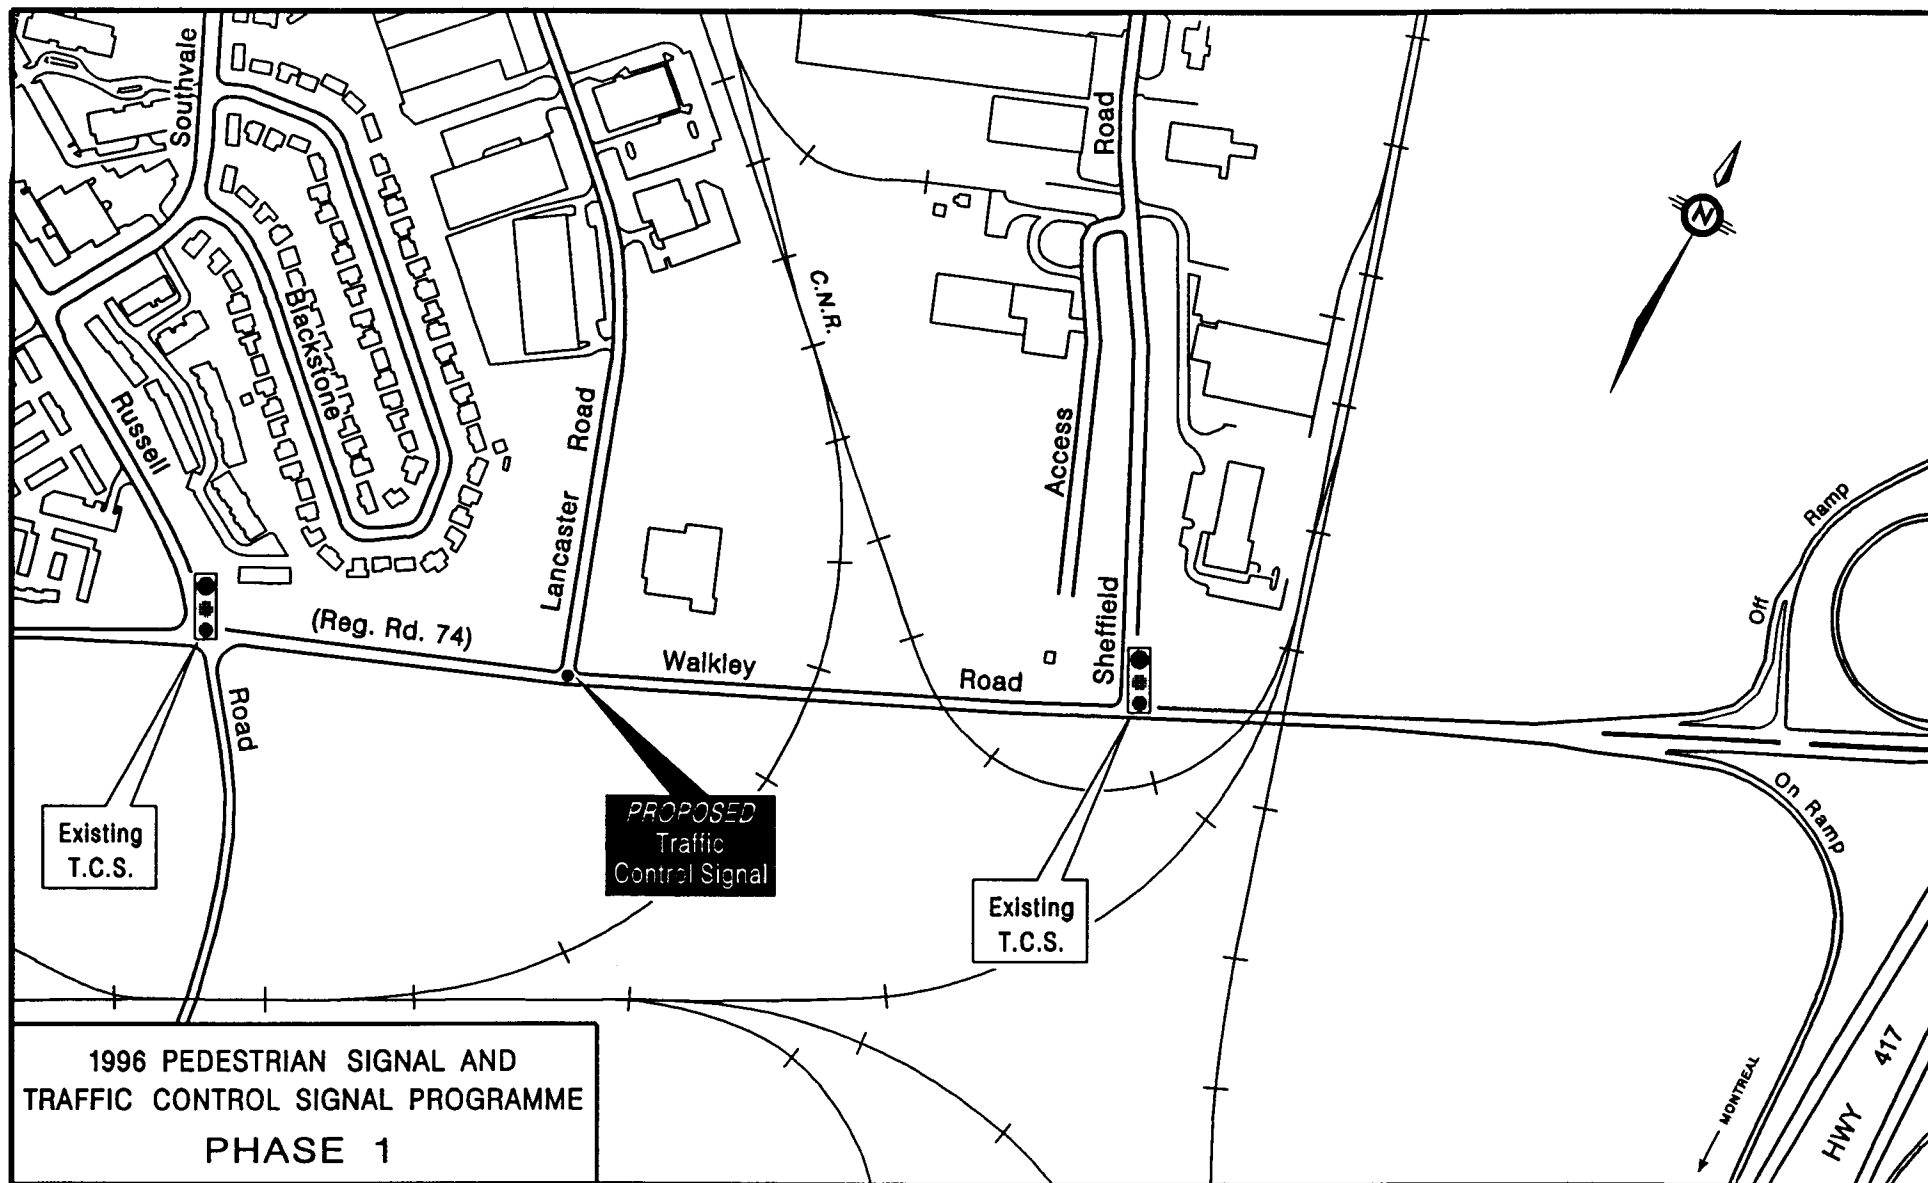 Southvale
Road
N
C.N.R.
Blackstone
Russell
Road
Lancaster
Access
Ramp
Off
Sheffield
(Reg. Rd. 74)
Walkley
Road
Road
On Ramp
PROPOSED
Traffic
Control Signal
Existing
T.C.S.
Existing
T.C.S.
HWY 417
MONTREAL
1996 PEDESTRIAN SIGNAL AND
TRAFFIC CONTROL SIGNAL PROGRAMME
PHASE 1